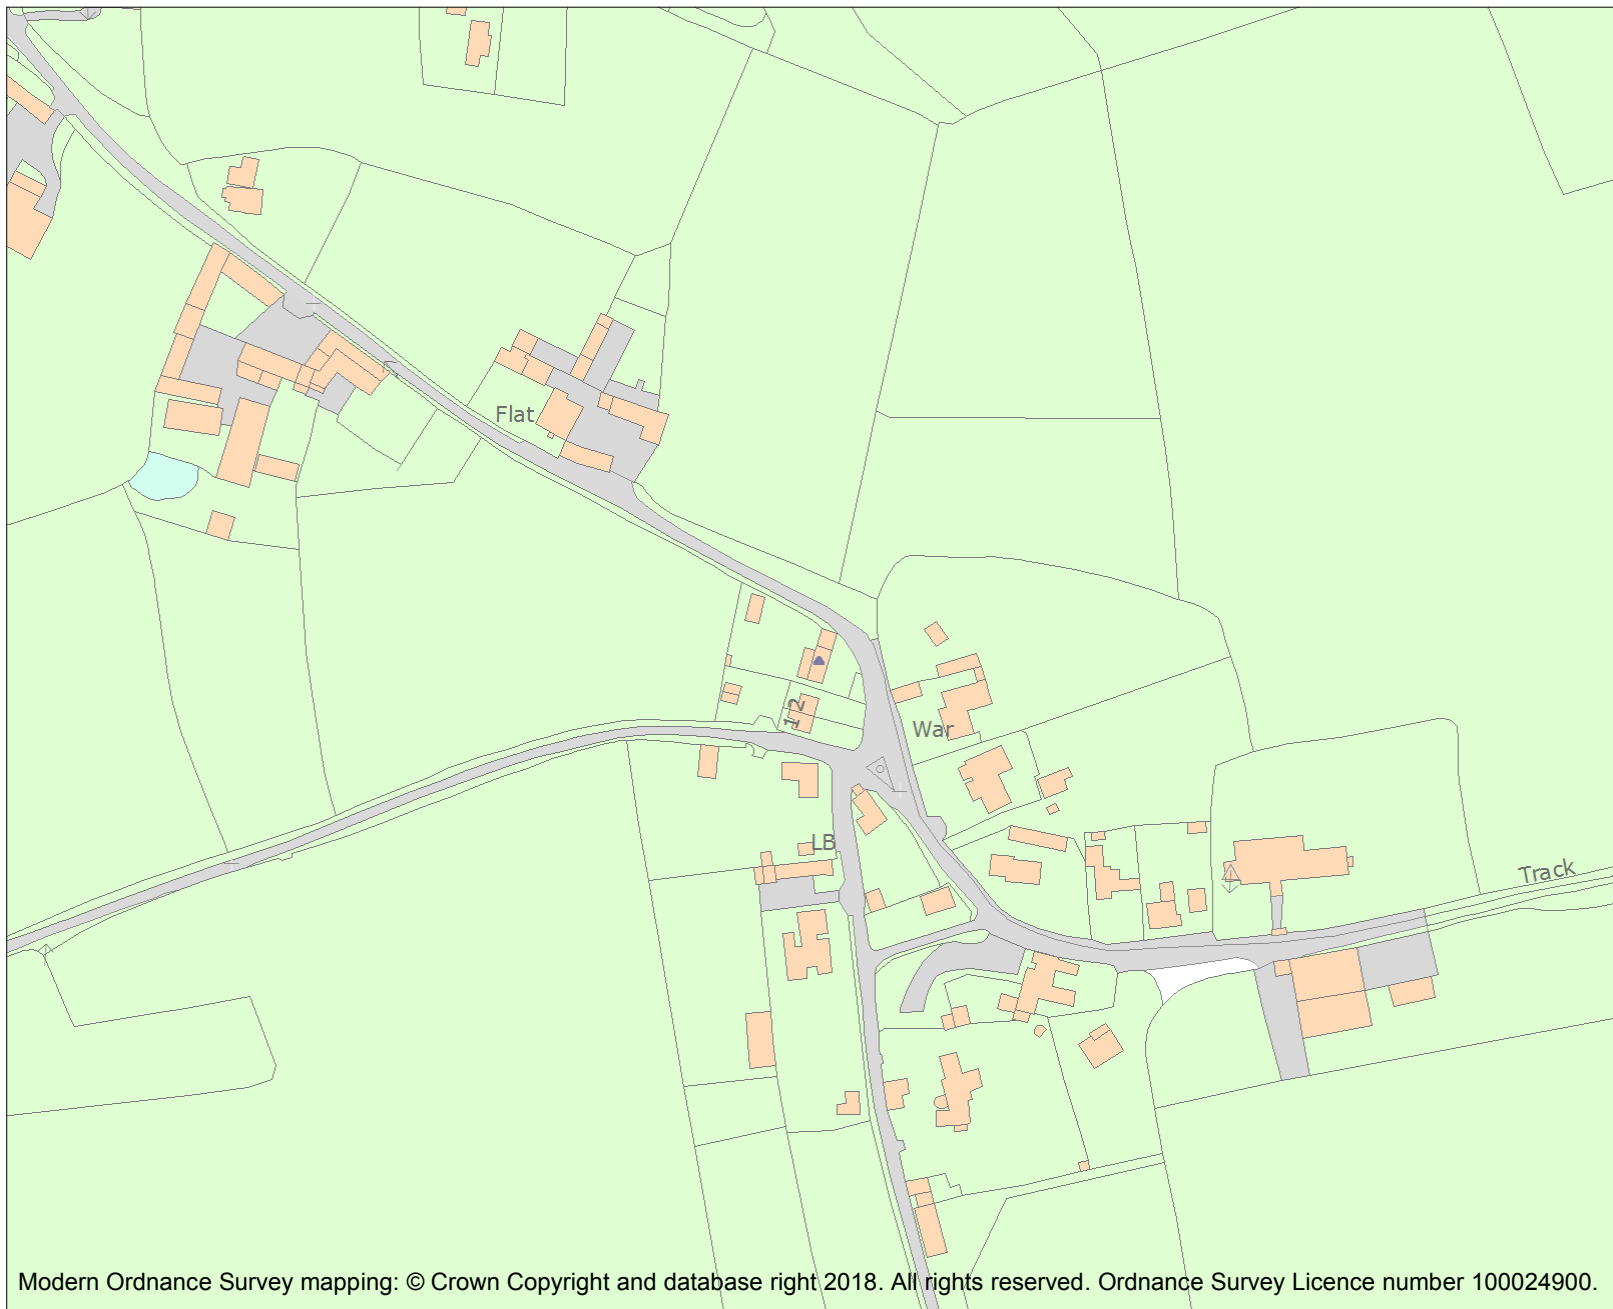 Flat
12
War
LB
Track
Modern Ordnance Survey mapping: © Crown Copyright and database right 2018. All rights reserved. Ordnance Survey Licence number 100024900.